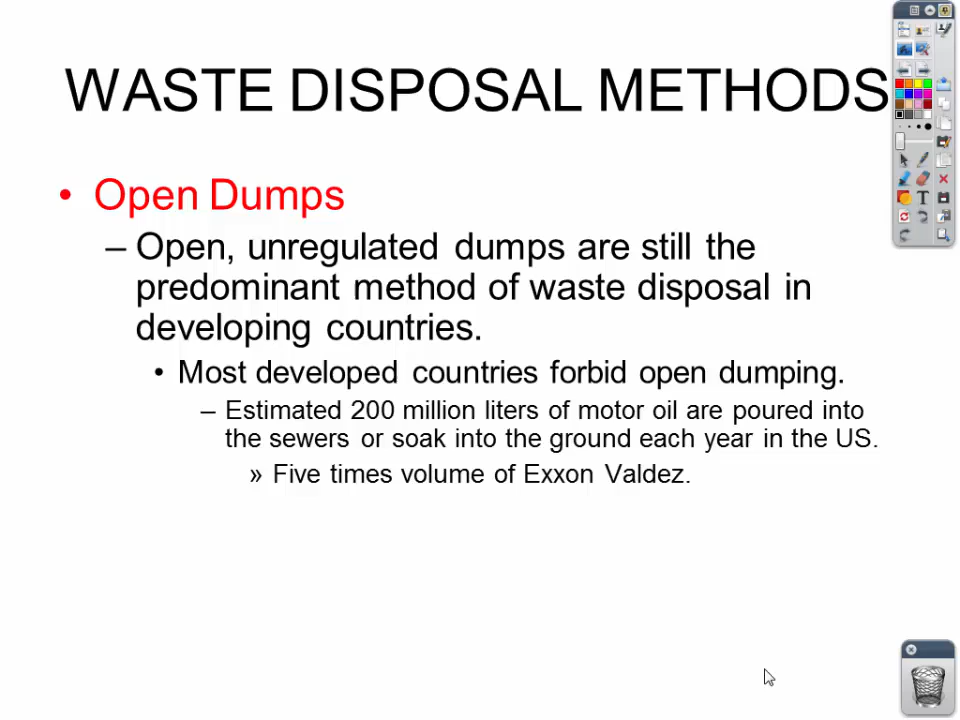 WASTE DISPOSAL METHODS
• Open Dumps
– Open, unregulated dumps are still the
predominant method of waste disposal in
developing countries.
• Most developed countries forbid open dumping.
– Estimated 200 million liters of motor oil are poured into
the sewers or soak into the ground each year in the US.
» Five times volume of Exxon Valdez.